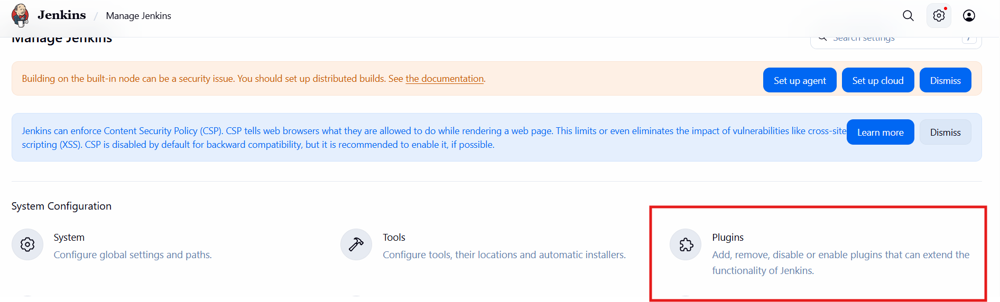 Jenkins / Manage Jenkins
Manage Jenkins
Search settings /
Building on the built-in node can be a security issue. You should set up distributed builds. See the documentation.
Set up agent
Set up cloud
Dismiss
Jenkins can enforce Content Security Policy (CSP). CSP tells web browsers what they are allowed to do while rendering a web page. This limits or even eliminates the impact of vulnerabilities like cross-site
scripting (XSS). CSP is disabled by default for backward compatibility, but it is recommended to enable it, if possible.
Learn more
Dismiss
System Configuration
System
Configure global settings and paths.
Tools
Configure tools, their locations and automatic installers.
Plugins
Add, remove, disable or enable plugins that can extend the
functionality of Jenkins.